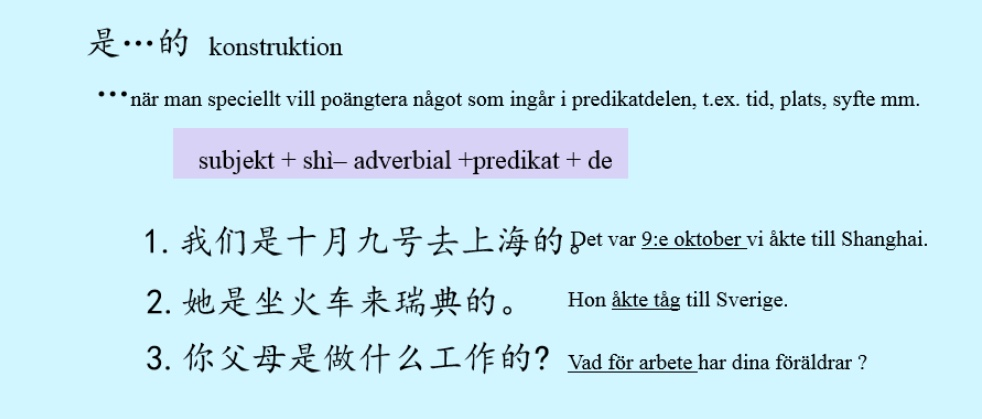 是…的 konstruktion
…när man speciellt vill poängtera något som ingår i predikatdelen, t.ex. tid, plats, syfte mm.
subjekt + shì– adverbial +predikat + de
1. 我们是十月九号去上海的。Det var 9:e oktober vi åkte till Shanghai.
2. 她是坐火车来瑞典的。 Hon åkte tåg till Sverige.
3. 你父母是做什么工作的? Vad för arbete har dina föräldrar ?